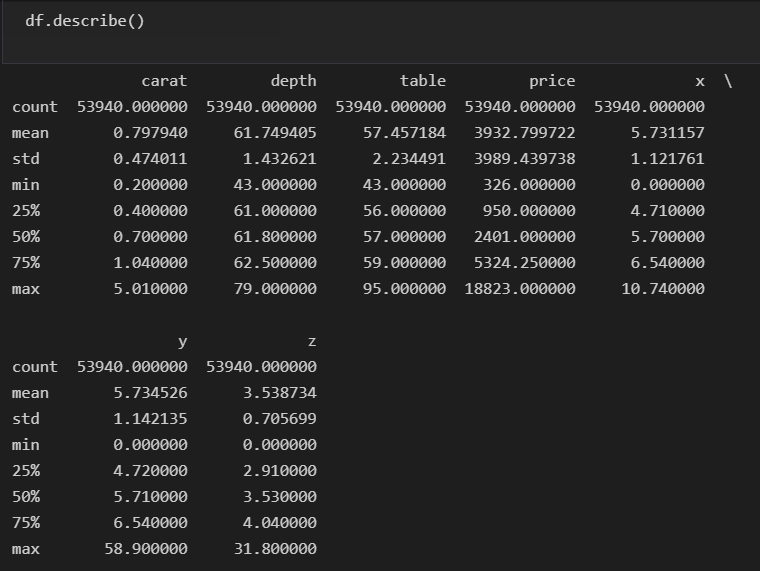 df.describe()
carat depth table price x \
count 53940.000000 53940.000000 53940.000000 53940.000000 53940.000000
mean 0.797940 61.749405 57.457184 3932.799722 5.731157
std 0.474011 1.432621 2.234491 3989.439738 1.121761
min 0.200000 43.000000 43.000000 326.000000 0.000000
25% 0.400000 61.000000 56.000000 950.000000 4.710000
50% 0.700000 61.800000 57.000000 2401.000000 5.700000
75% 1.040000 62.500000 59.000000 5324.250000 6.540000
max 5.010000 79.000000 95.000000 18823.000000 10.740000
y z
count 53940.000000 53940.000000
mean 5.734526 3.538734
std 1.142135 0.705699
min 0.000000 0.000000
25% 4.720000 2.910000
50% 5.710000 3.530000
75% 6.540000 4.040000
max 58.900000 31.800000